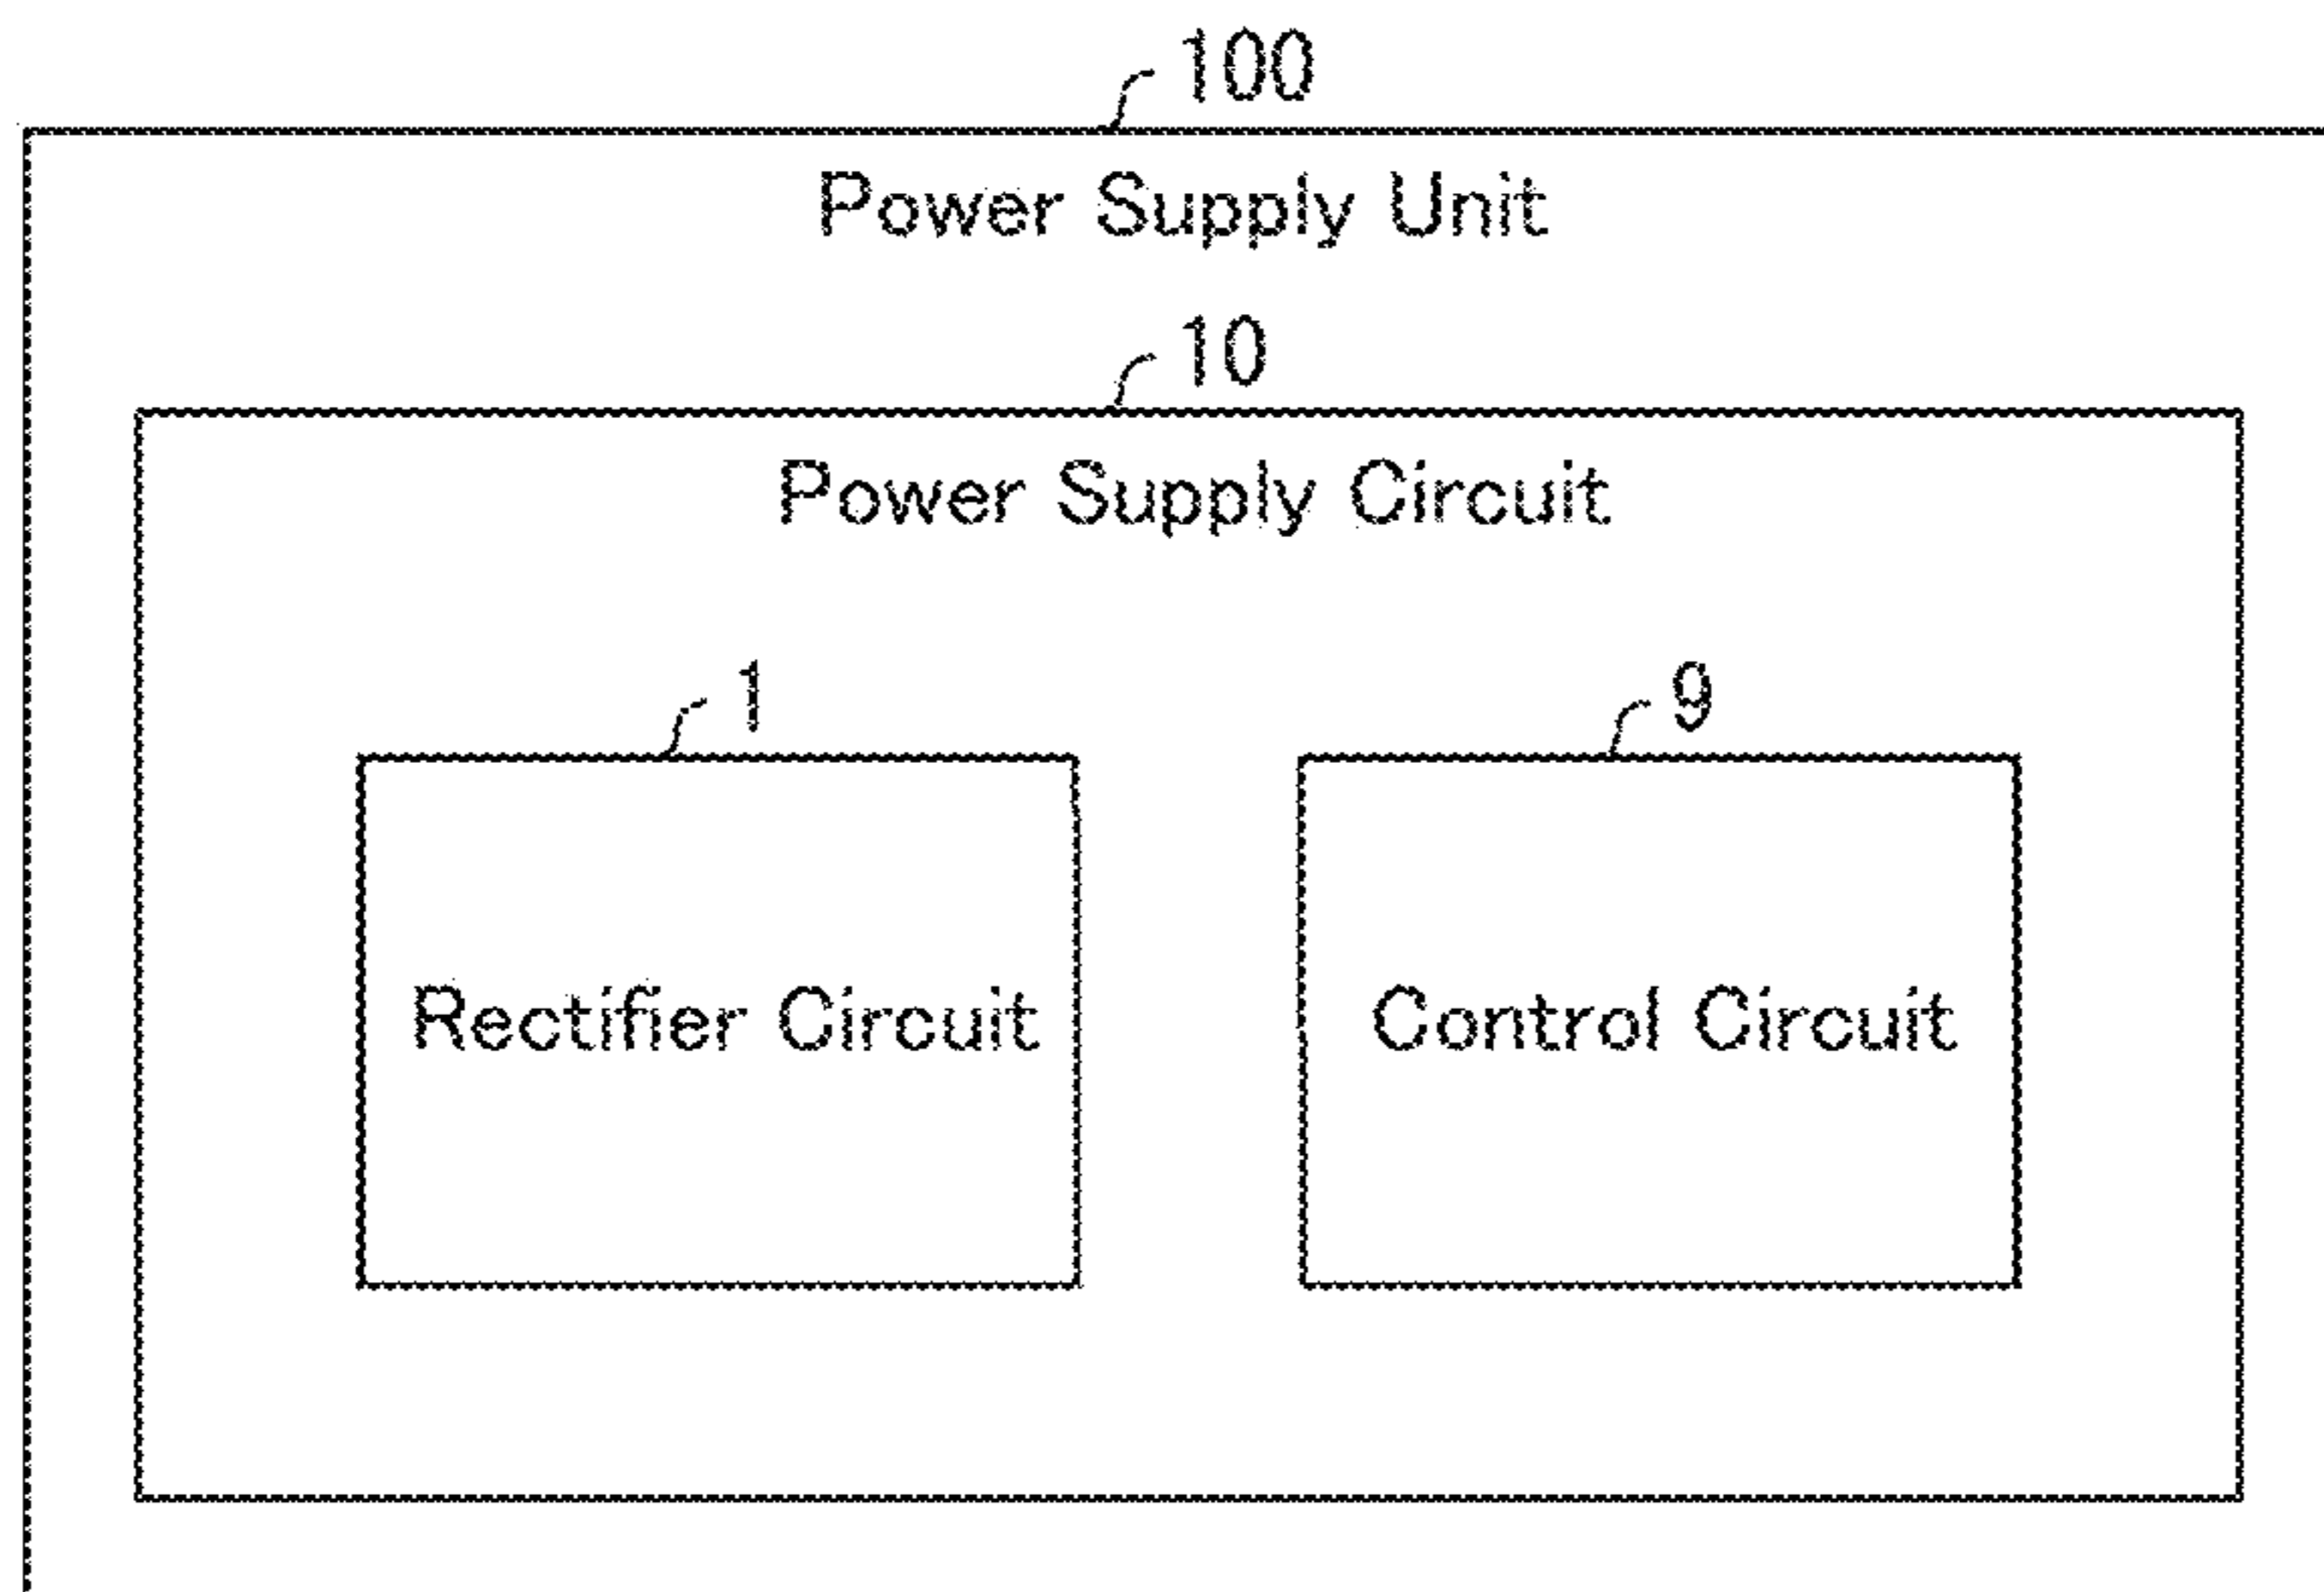 100
Power Supply Unit
10
Power Supply Circuit
1
9
Rectifier Circuit
Control Circuit